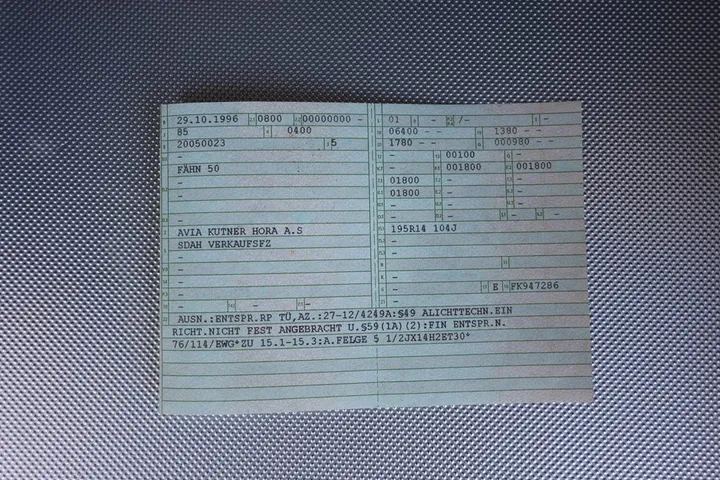 29.10.1996 0800 00000000 -
85 0400
20050023 5
-
FÄHN 50
-
-
-
AVIA KUTNER HORA A.S
SDAH VERKAUFSFZ
-
-
-
-
- - -
01 - /- -
06400 - - 1380 - -
1780 - - 000980 - -
- 00100 -
- 001800 001800
01800 - -
01800 - -
- - -
- - - -
195R14 104J
-
-
-
-
- E FK947286
-
AUSN.:ENTSPR.RP TÜ,AZ.:27-12/4249A:§49 ALICHTTECHN.EIN
RICHT.NICHT FEST ANGEBRACHT U.§59(1A)(2):FIN ENTSPR.N.
76/114/EWG*ZU 15.1-15.3:A.FELGE 5 1/2JX14H2ET30*